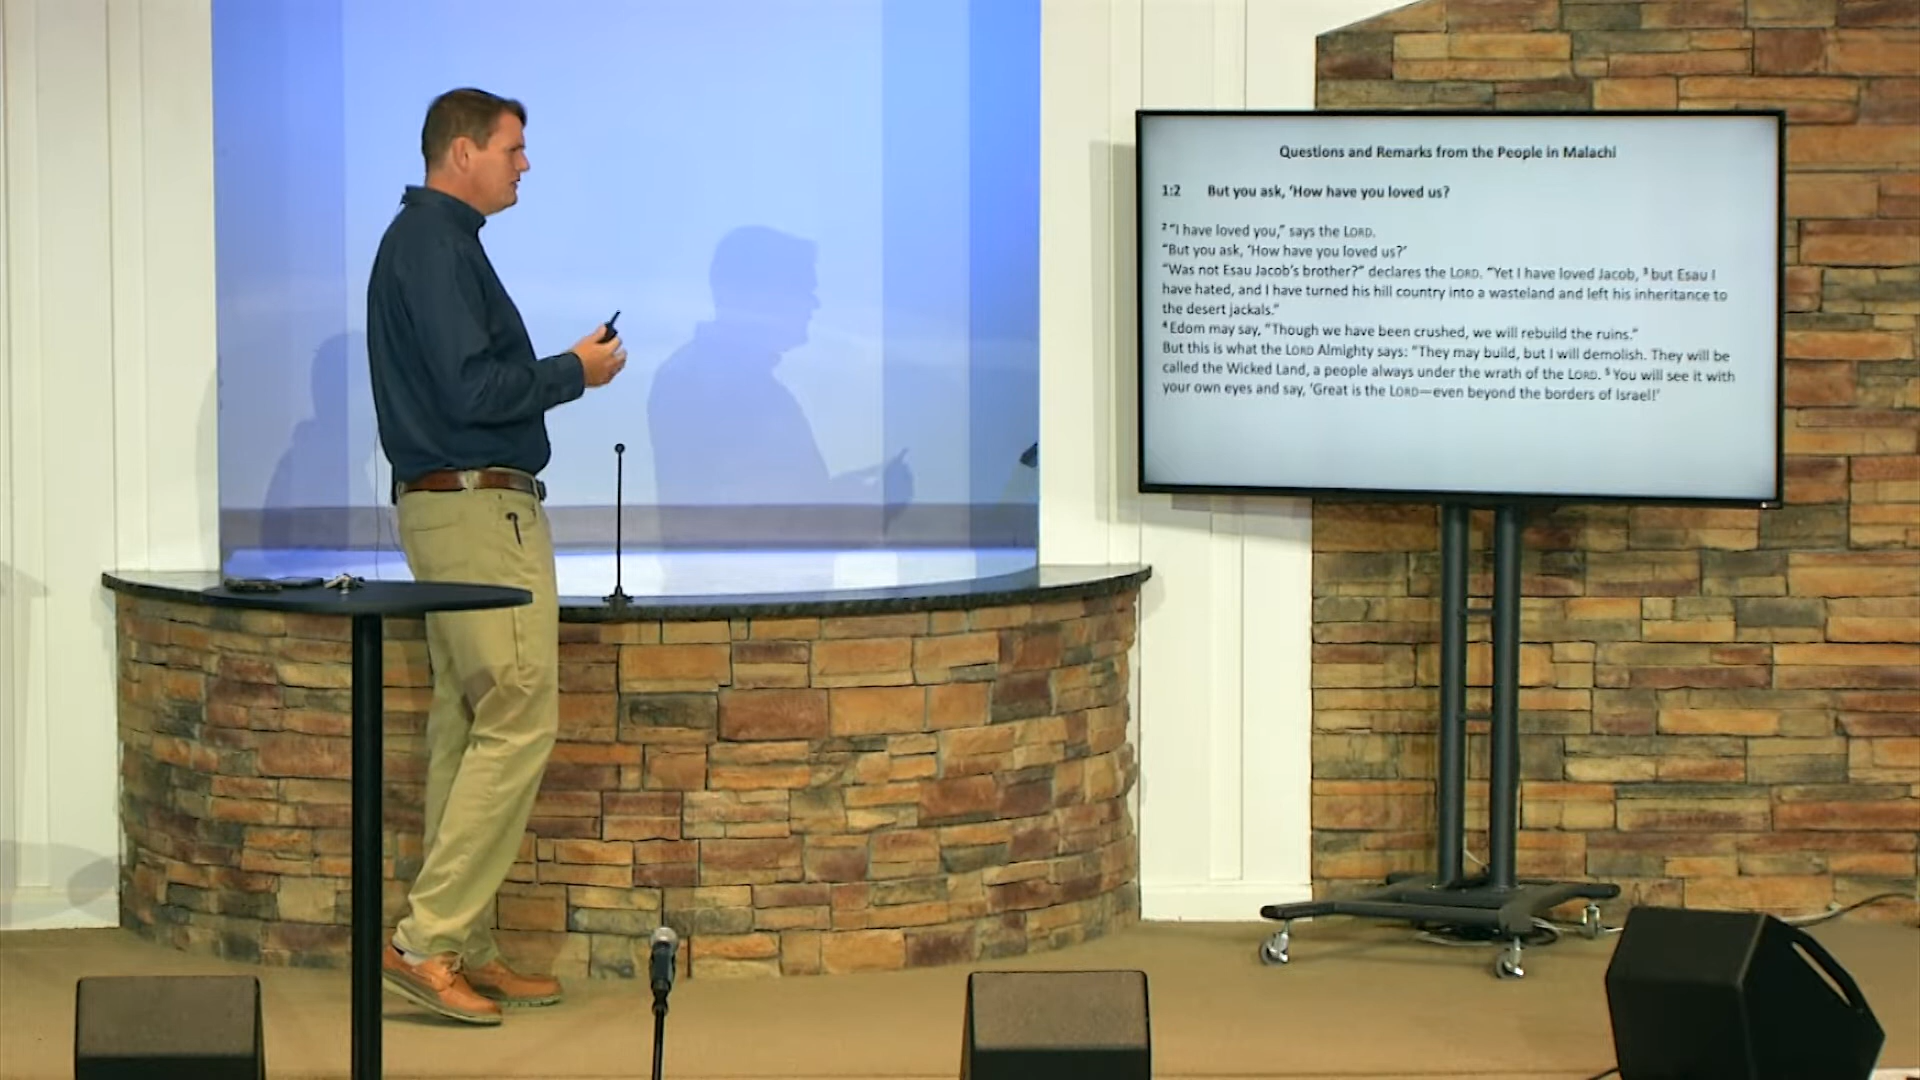 Questions and Remarks from the People in Malachi
1:2 But you ask, ‘How have you loved us?
2 “I have loved you,” says the LORD.
“But you ask, ‘How have you loved us?’
“Was not Esau Jacob’s brother?” declares the LORD. “Yet I have loved Jacob, 3 but Esau I
have hated, and I have turned his hill country into a wasteland and left his inheritance to
the desert jackals.”
4 Edom may say, “Though we have been crushed, we will rebuild the ruins.”
But this is what the LORD Almighty says: “They may build, but I will demolish. They will be
called the Wicked Land, a people always under the wrath of the LORD. 5 You will see it with
your own eyes and say, ‘Great is the LORD—even beyond the borders of Israel!’